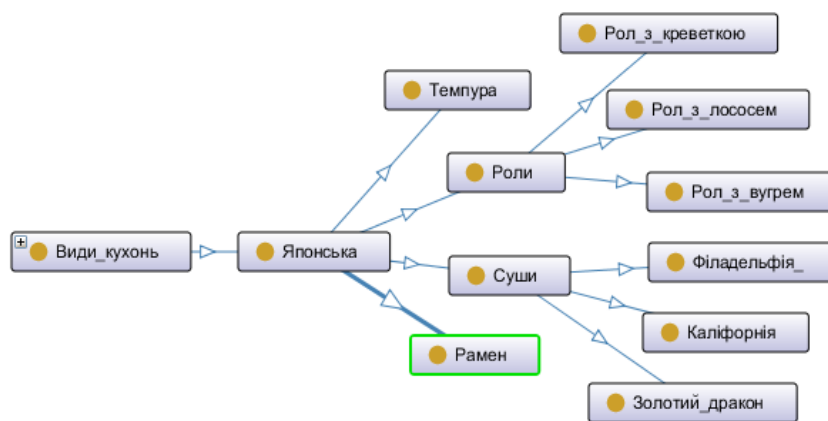 Рол_з_креветкою
Темпура
Рол_з_лососем
Роли
Рол_з_вугрем
Види_кухонь
Японська
Філадельфія_
Суши
Каліфорнія
Рамен
Золотий_дракон